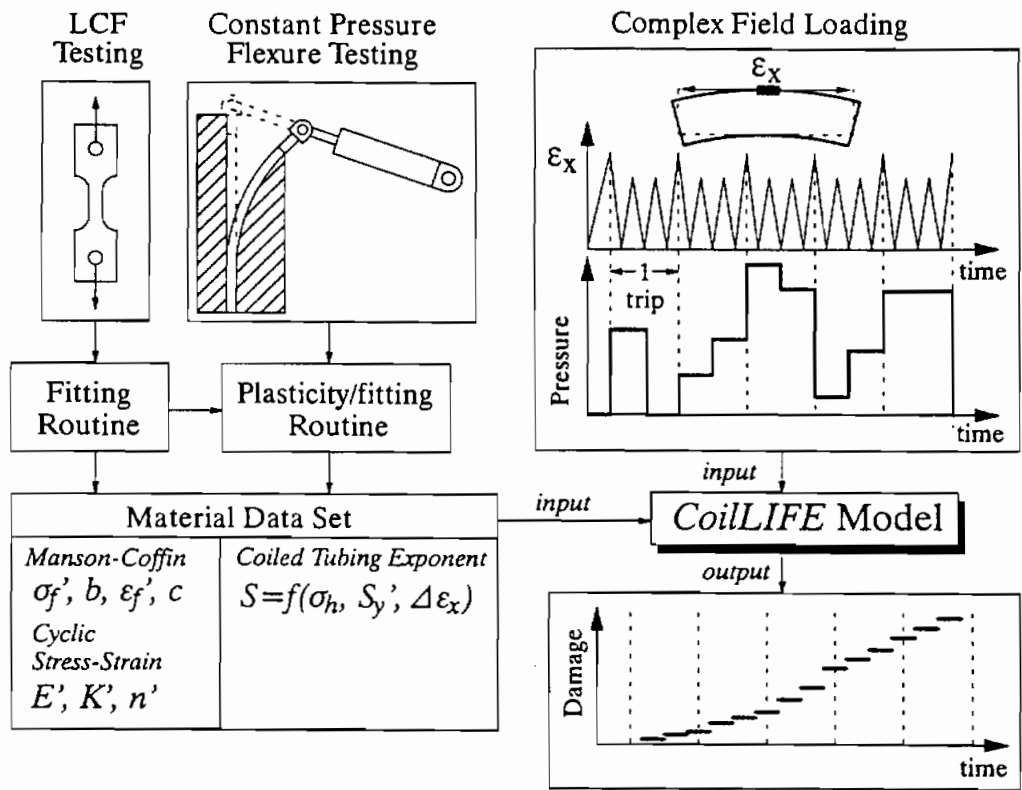 LCF
Testing
Constant Pressure
Flexure Testing
Complex Field Loading
εx
εx
time
1
trip
Pressure
time
Fitting
Routine
Plasticity/fitting
Routine
input
Material Data Set
input
CoilLIFE Model
Manson-Coffin
σf’, b, εf’, c
Cyclic
Stress-Strain
E’, K’, n’
Coiled Tubing Exponent
S=f(σh, Sy’, Δεx)
output
Damage
time